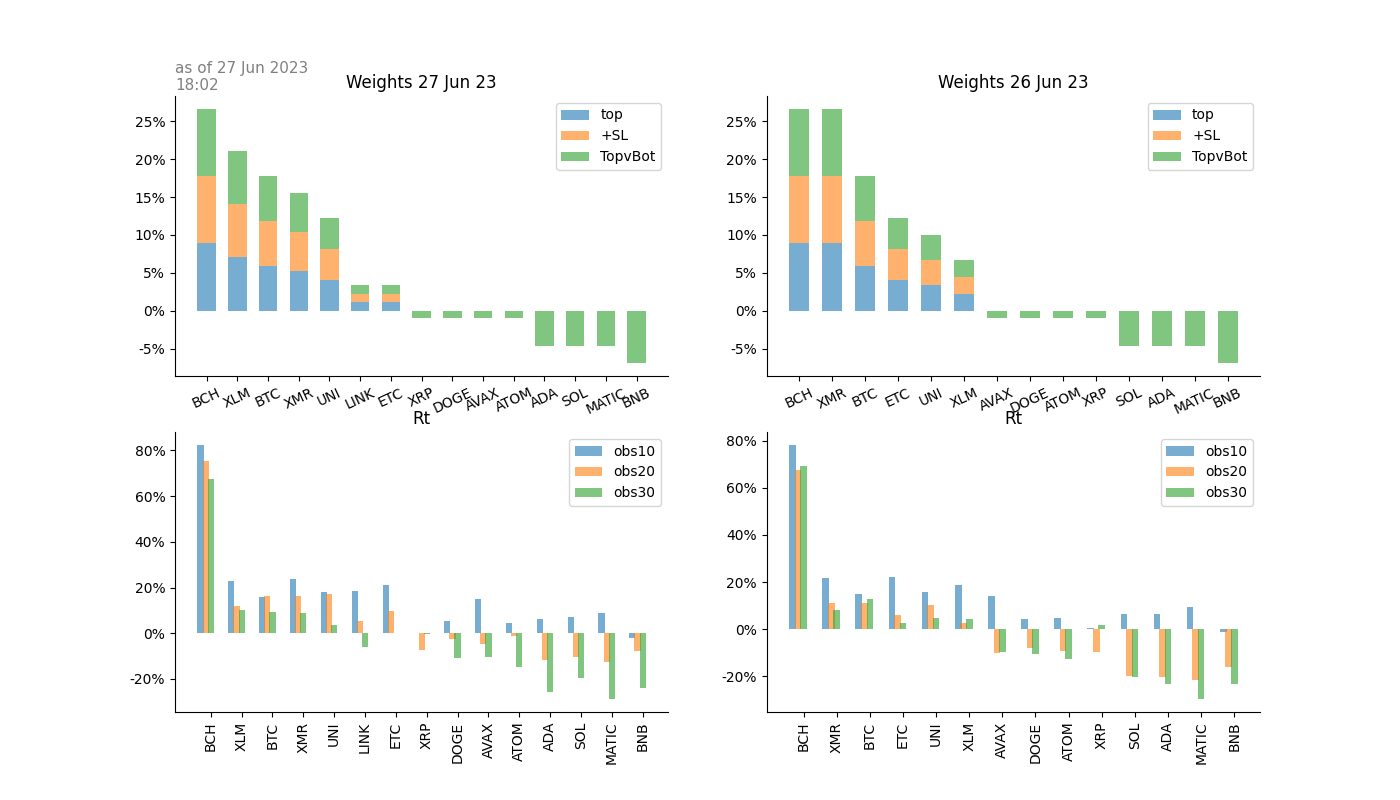 as of 27 Jun 2023
18:02
Weights 27 Jun 23
25%
20%
15%
10%
5%
0%
-5%
top
+SL
TopvBot
BCH XLM BTC XMR UNI LINK ETC XRP DOGE AVAX ATOM ADA SOL MATIC BNB
Weights 26 Jun 23
25%
20%
15%
10%
5%
0%
-5%
top
+SL
TopvBot
BCH XMR BTC ETC UNI XLM AVAX DOGE ATOM XRP SOL ADA MATIC BNB
Rt
80%
60%
40%
20%
0%
-20%
obs10
obs20
obs30
BCH XLM BTC XMR UNI LINK ETC XRP DOGE AVAX ATOM ADA SOL MATIC BNB
Rt
80%
60%
40%
20%
0%
-20%
obs10
obs20
obs30
BCH XMR BTC ETC UNI XLM AVAX DOGE ATOM XRP SOL ADA MATIC BNB